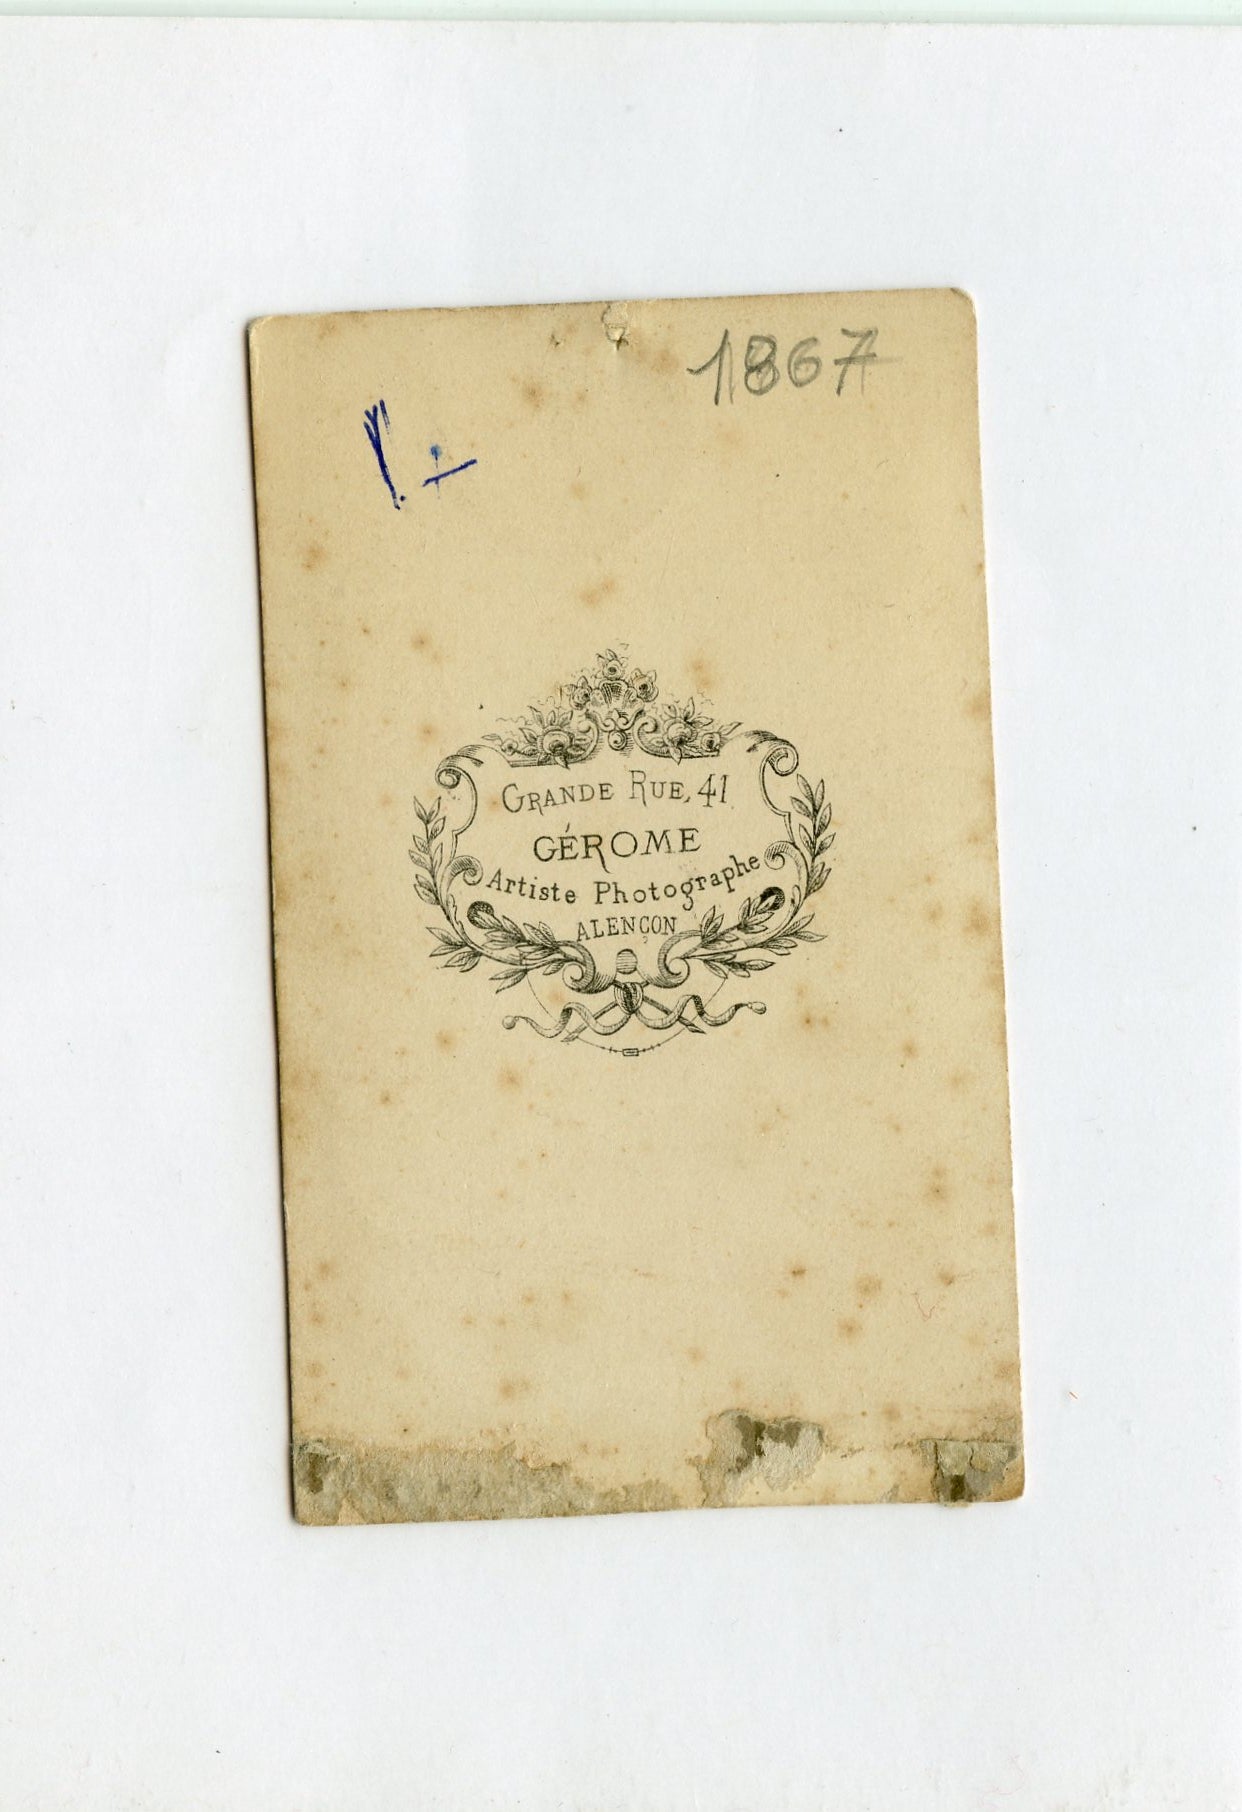 1867
GRANDE RUE, 41
GÉROME
Artiste Photographe
ALENÇON